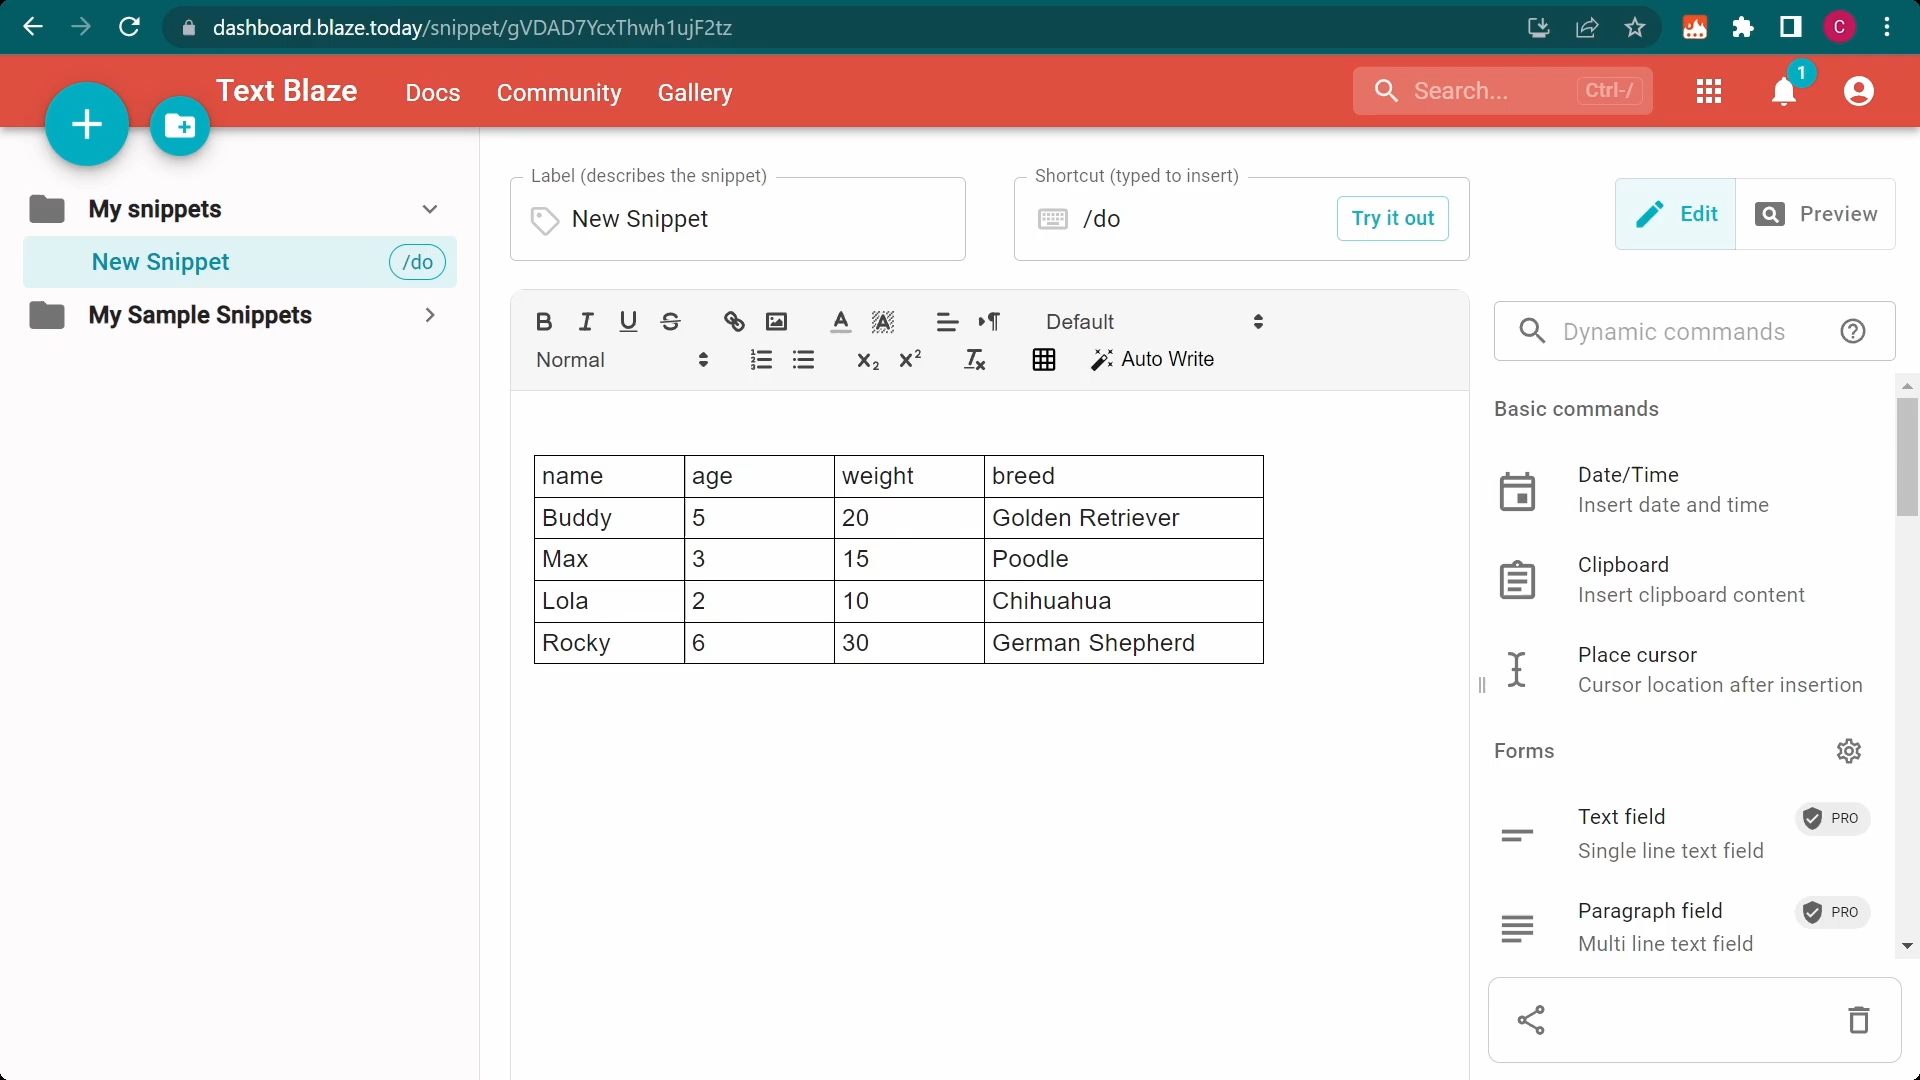 dashboard.blaze.today/snippet/gVDAD7YcxThwh1ujF2tz
C
Text Blaze
Docs
Community
Gallery
Search...
Ctrl-/
1
My snippets
New Snippet
/do
My Sample Snippets
Label (describes the snippet)
New Snippet
Shortcut (typed to insert)
/do
Try it out
Edit
Preview
Default
Normal
Auto Write
name age weight breed
Buddy 5 20 Golden Retriever
Max 3 15 Poodle
Lola 2 10 Chihuahua
Rocky 6 30 German Shepherd
Dynamic commands
Basic commands
Date/Time
Insert date and time
Clipboard
Insert clipboard content
Place cursor
Cursor location after insertion
Forms
Text field
PRO
Single line text field
Paragraph field
PRO
Multi line text field